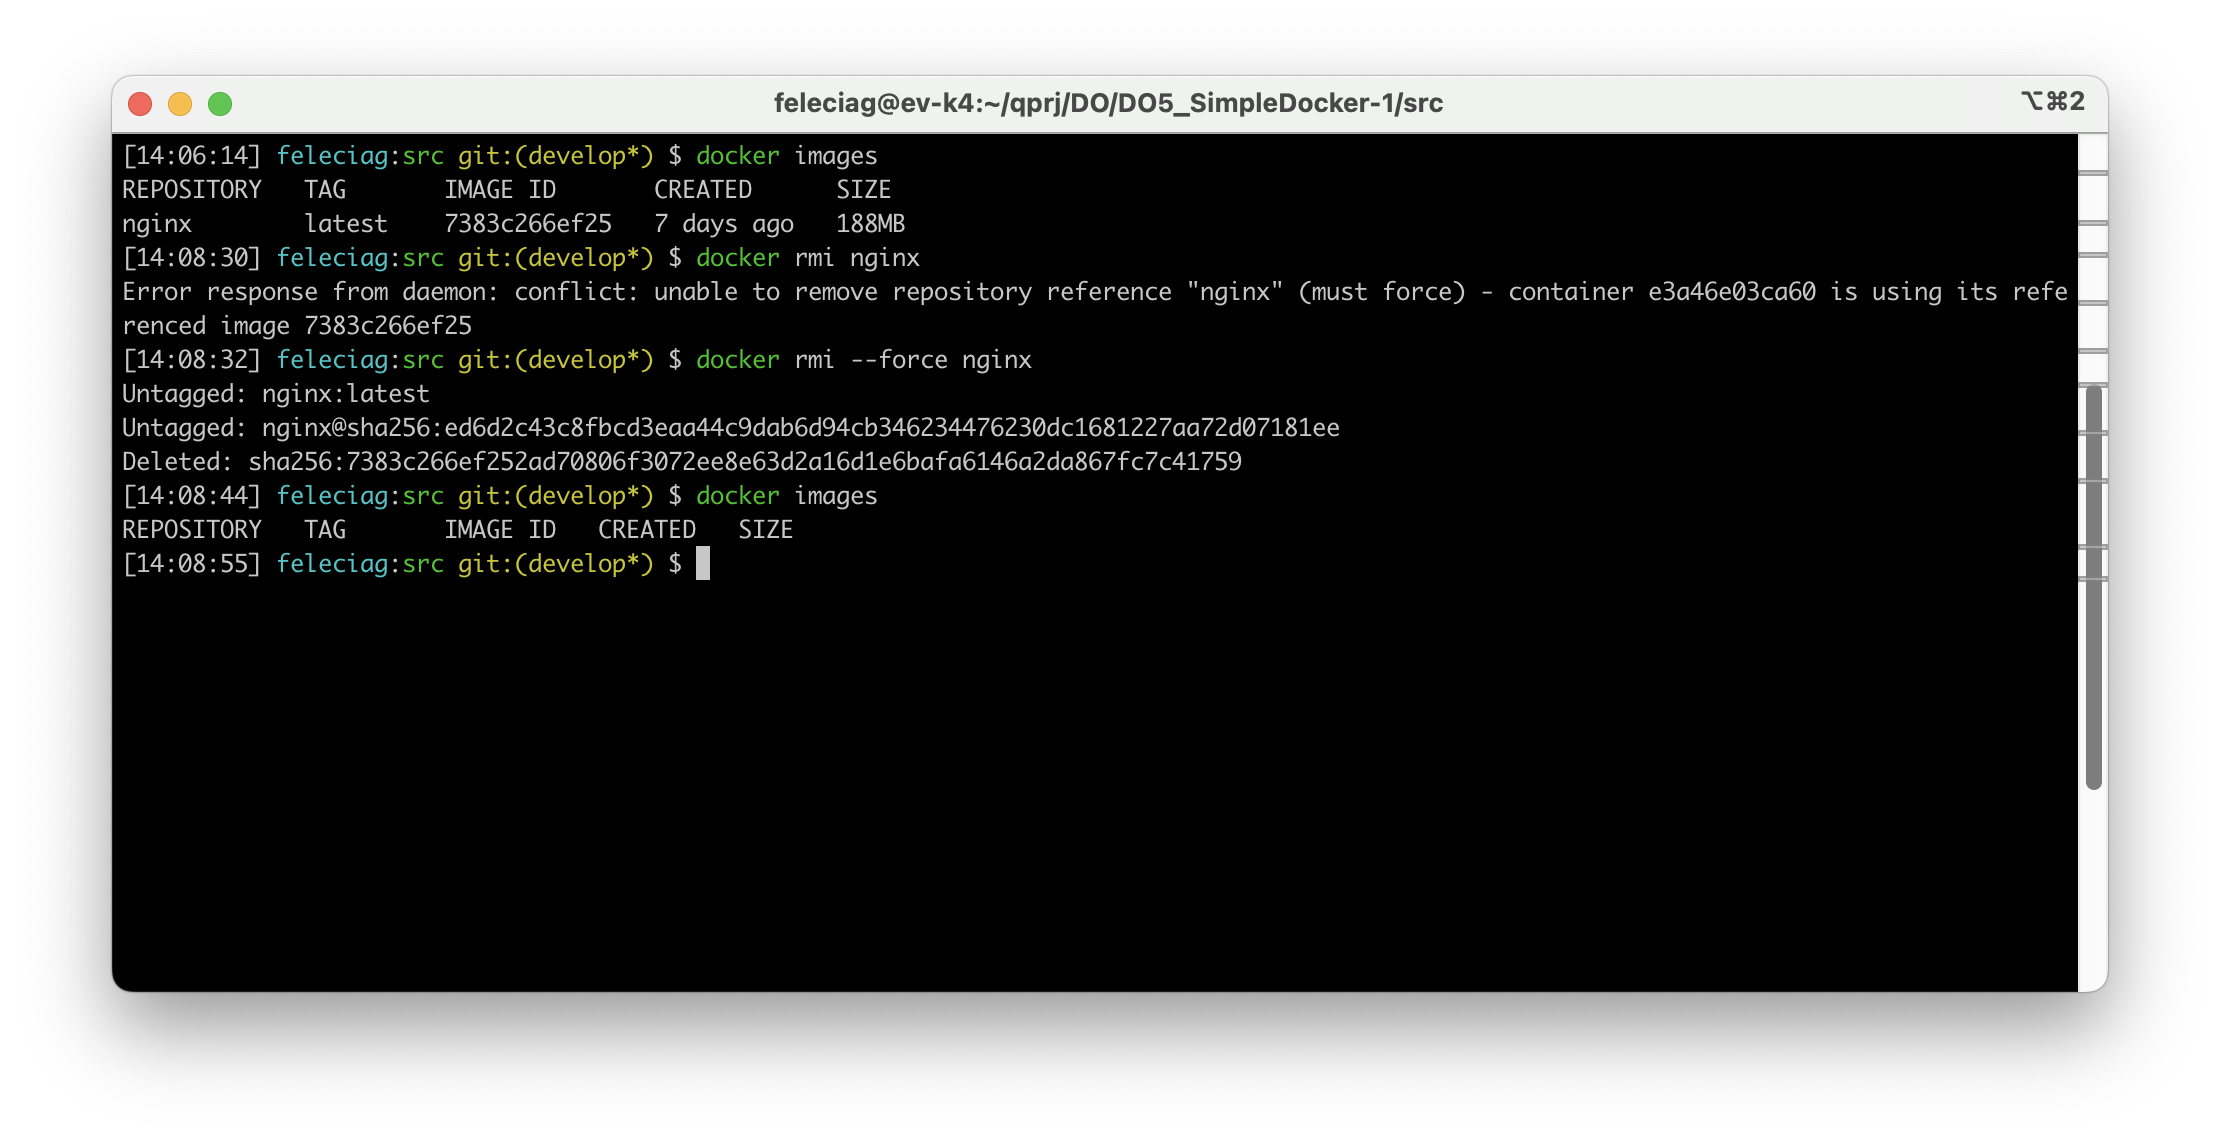 feleciag@ev-k4:~/qprj/DO/DO5_SimpleDocker-1/src
⌥⌘2
[14:06:14] feleciag:src git:(develop*) $ docker images
REPOSITORY   TAG       IMAGE ID       CREATED      SIZE
nginx        latest    7383c266ef25   7 days ago   188MB
[14:08:30] feleciag:src git:(develop*) $ docker rmi nginx
Error response from daemon: conflict: unable to remove repository reference "nginx" (must force) - container e3a46e03ca60 is using its refe
renced image 7383c266ef25
[14:08:32] feleciag:src git:(develop*) $ docker rmi --force nginx
Untagged: nginx:latest
Untagged: nginx@sha256:ed6d2c43c8fbcd3eaa44c9dab6d94cb346234476230dc1681227aa72d07181ee
Deleted: sha256:7383c266ef252ad70806f3072ee8e63d2a16d1e6bafa6146a2da867fc7c41759
[14:08:44] feleciag:src git:(develop*) $ docker images
REPOSITORY   TAG       IMAGE ID   CREATED   SIZE
[14:08:55] feleciag:src git:(develop*) $